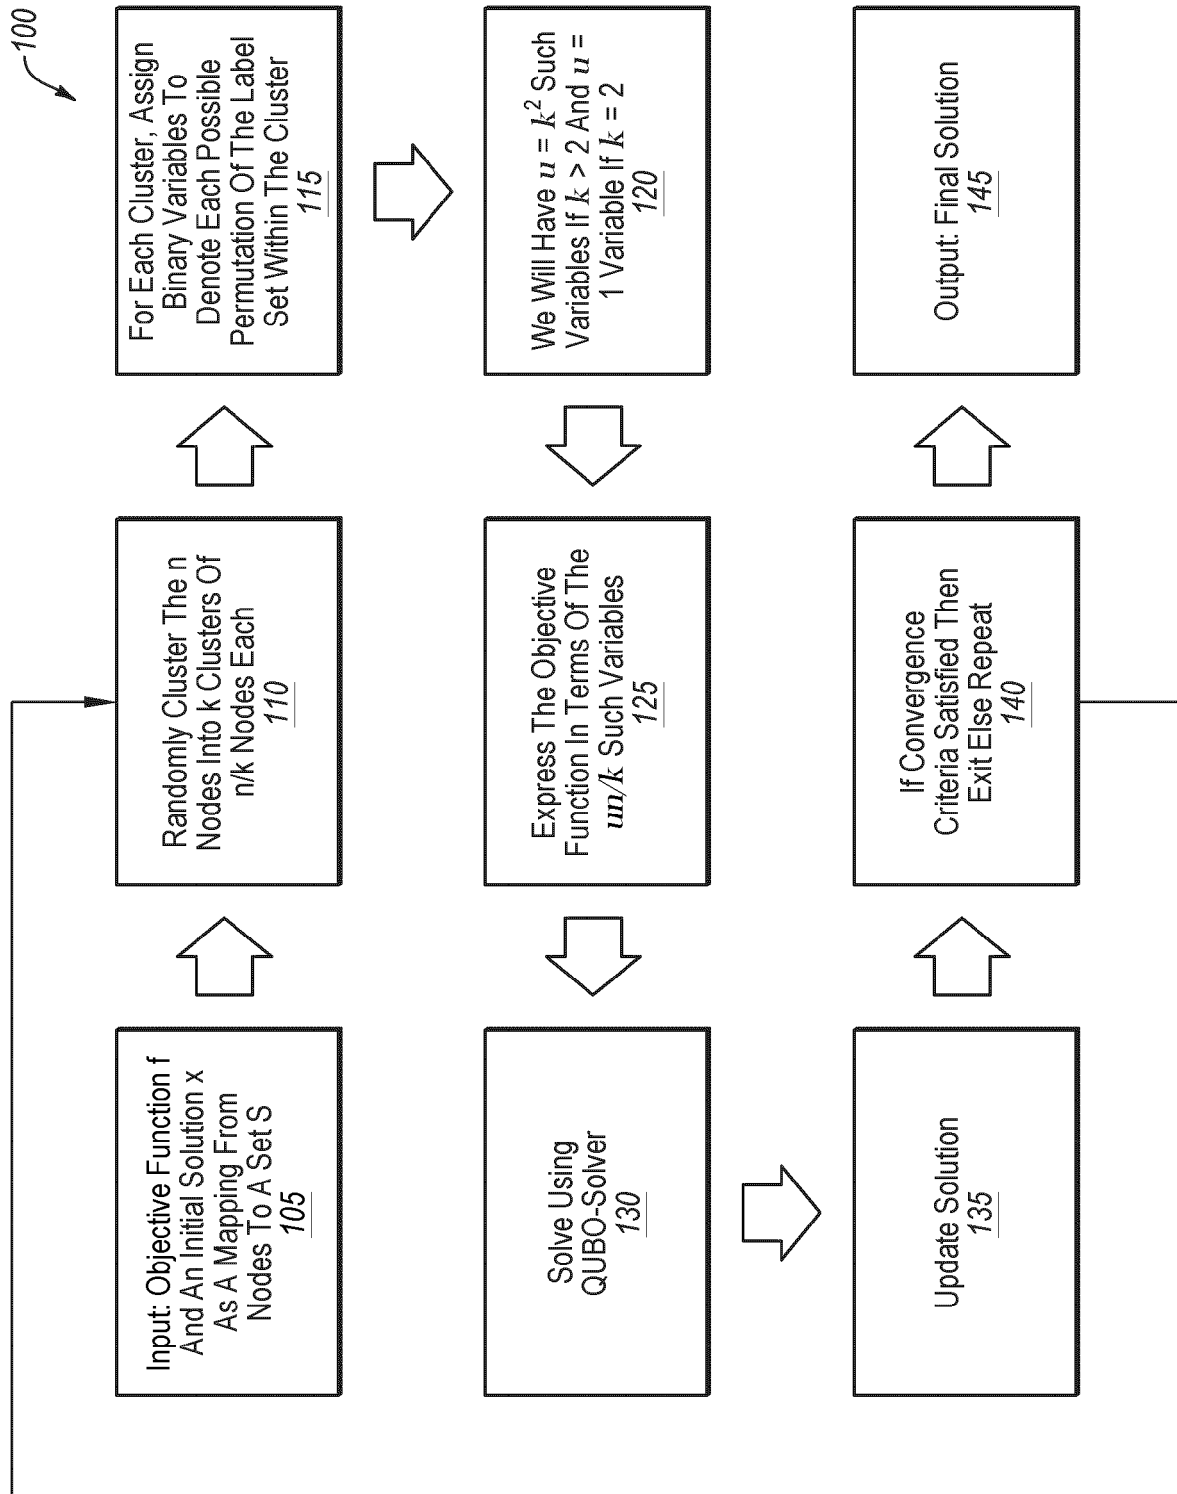 100
Input: Objective Function f
And An Initial Solution x
As A Mapping From
Nodes To A Set S
105
Randomly Cluster The n
Nodes Into k Clusters Of
n/k Nodes Each
110
For Each Cluster, Assign
Binary Variables To
Denote Each Possible
Permutation Of The Label
Set Within The Cluster
115
We Will Have u = k² Such
Variables If k > 2 And u =
1 Variable If k = 2
120
Express The Objective
Function In Terms Of The
un/k Such Variables
125
Solve Using
QUBO-Solver
130
Update Solution
135
If Convergence
Criteria Satisfied Then
Exit Else Repeat
140
Output: Final Solution
145